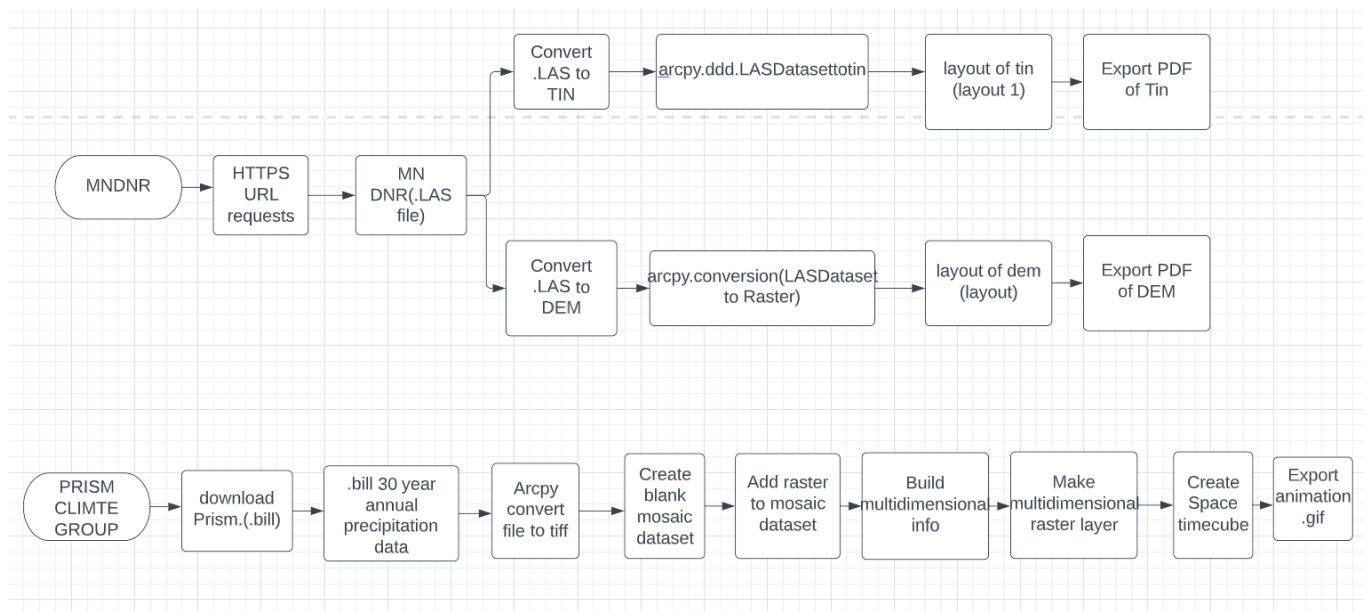 Convert
.LAS to
TIN
arcpy.ddd.LASDatasettotin
layout of tin
(layout 1)
Export PDF
of Tin
MNDNR
HTTPS
URL
requests
MN
DNR(.LAS
file)
Convert
.LAS to
DEM
arcpy.conversion(LASDataset
to Raster)
layout of dem
(layout)
Export PDF
of DEM
PRISM
CLIMTE
GROUP
download
Prism.(.bill)
.bill 30 year
annual
precipitation
data
Arcpy
convert
file to tiff
Create
blank
mosaic
dataset
Add raster
to mosaic
dataset
Build
multidimensional
info
Make
multidimensional
raster layer
Create
Space
timecube
Export
animation
.gif